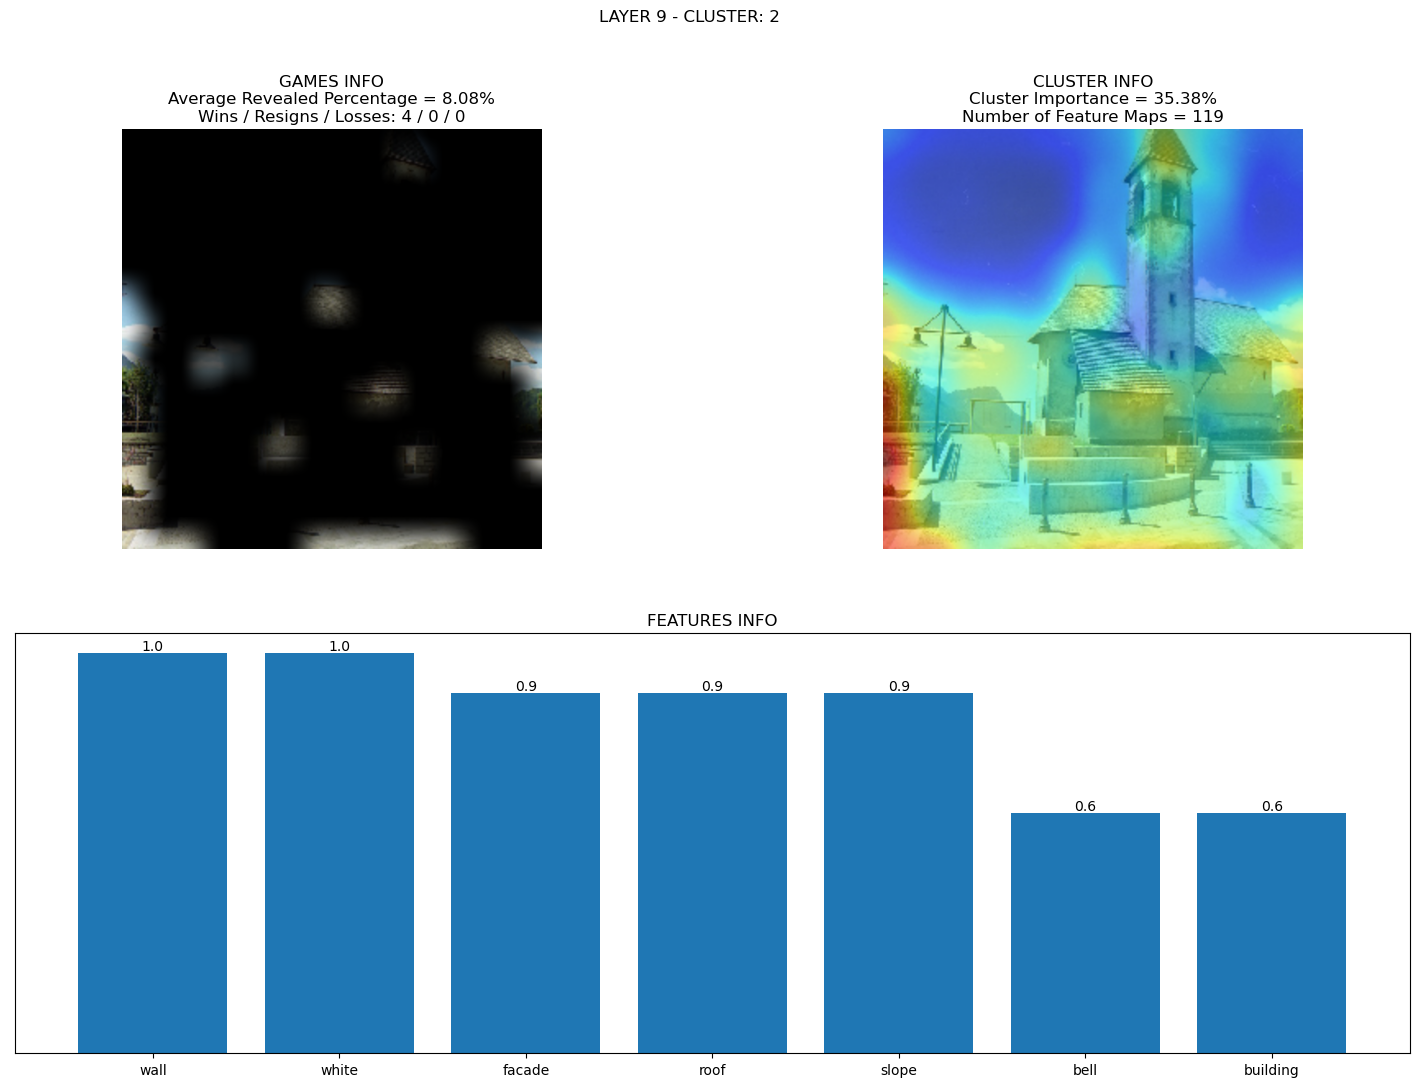 LAYER 9 - CLUSTER: 2
GAMES INFO
Average Revealed Percentage = 8.08%
Wins / Resigns / Losses: 4 / 0 / 0
CLUSTER INFO
Cluster Importance = 35.38%
Number of Feature Maps = 119
FEATURES INFO
1.0
1.0
0.9
0.9
0.9
0.6
0.6
wall
white
facade
roof
slope
bell
building